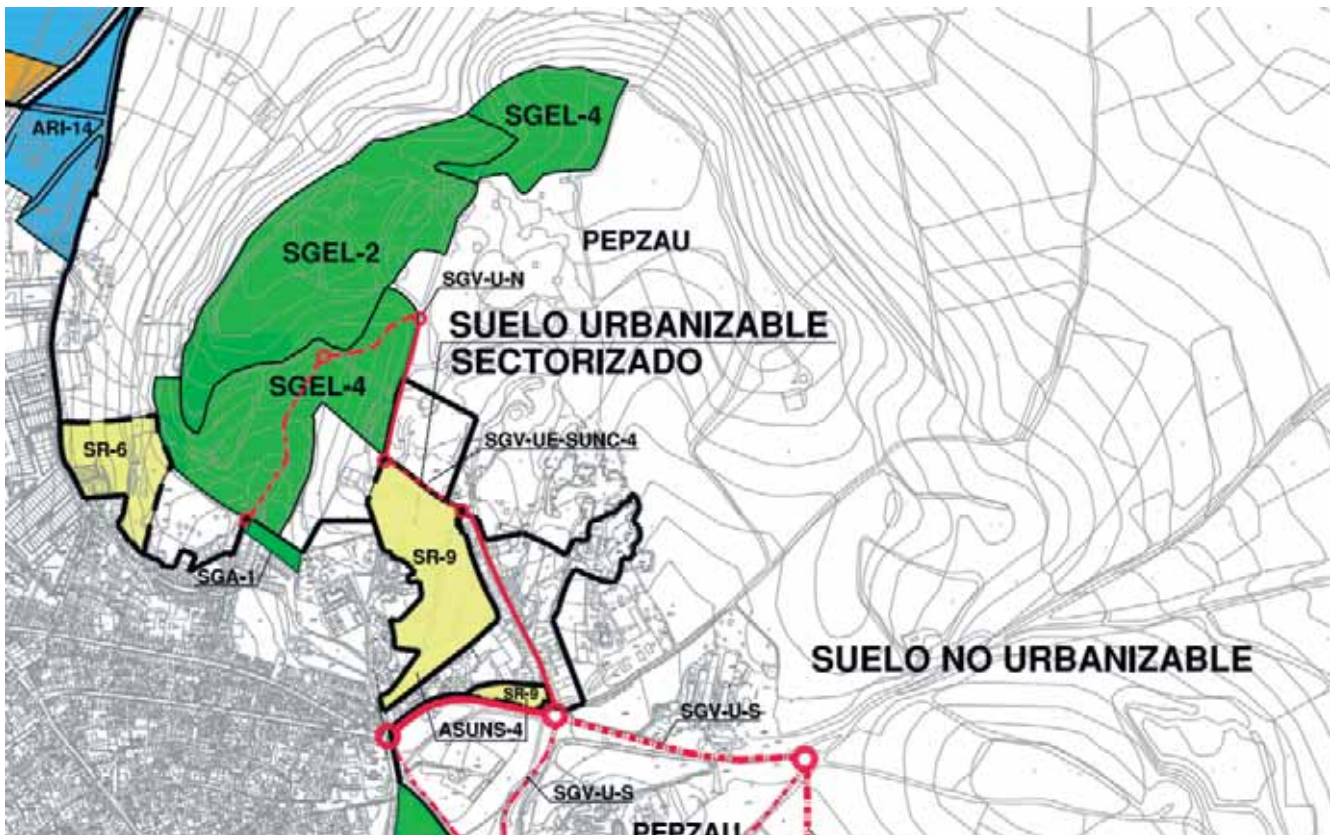 SGEL-4
ARI-14
SGEL-2
PEPZAU
SGV-U-N
SUELO URBANIZABLE
SECTORIZADO
SGEL-4
SGV-UE-SUNC-4
SR-6
SR-9
SGA-1
SUELO NO URBANIZABLE
SR-9
SGV-U-S
ASUNS-4
SGV-U-S
PEPZAU